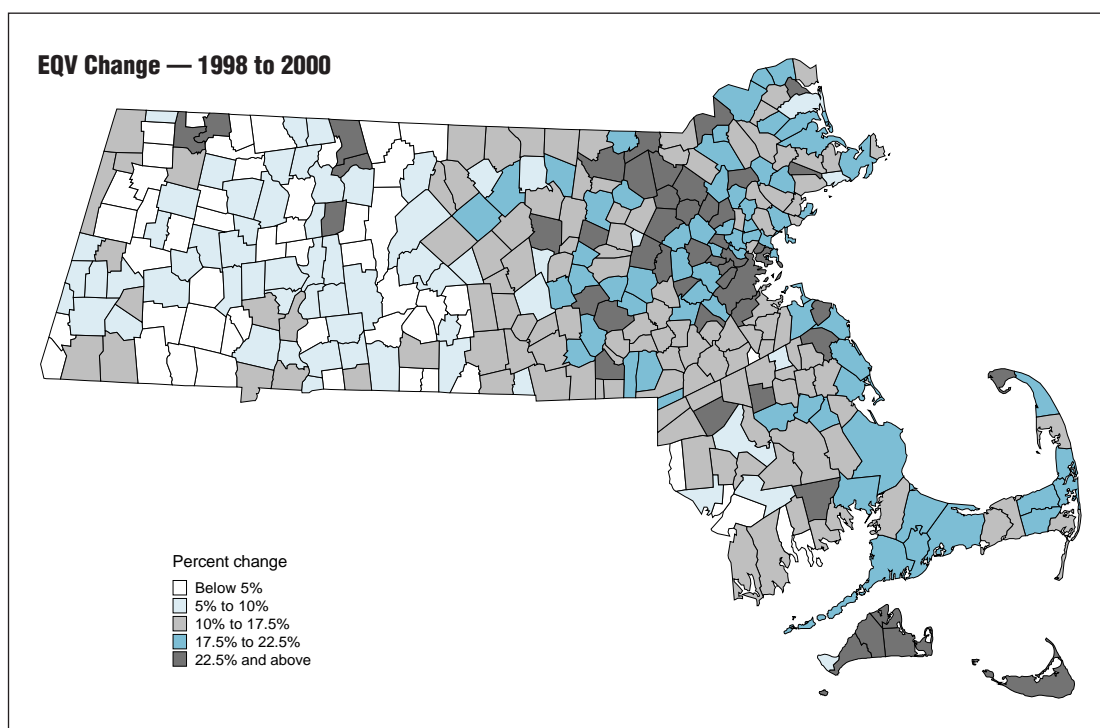 EQV Change — 1998 to 2000
Percent change
Below 5%
5% to 10%
10% to 17.5%
17.5% to 22.5%
22.5% and above